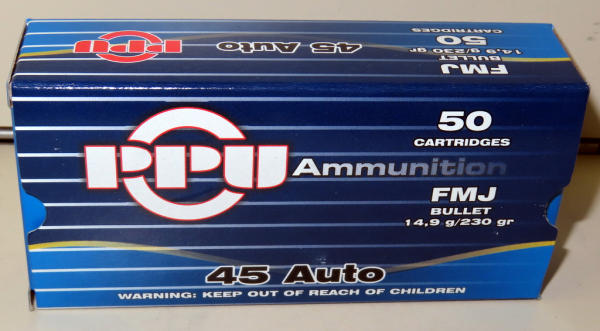 PPU
45 Auto
50
CARTRIDGES
FMJ
BULLET
14,9 g/230 gr
PPU Ammunition
50
CARTRIDGES
FMJ
BULLET
14,9 g/230 gr
45 Auto
WARNING: KEEP OUT OF REACH OF CHILDREN